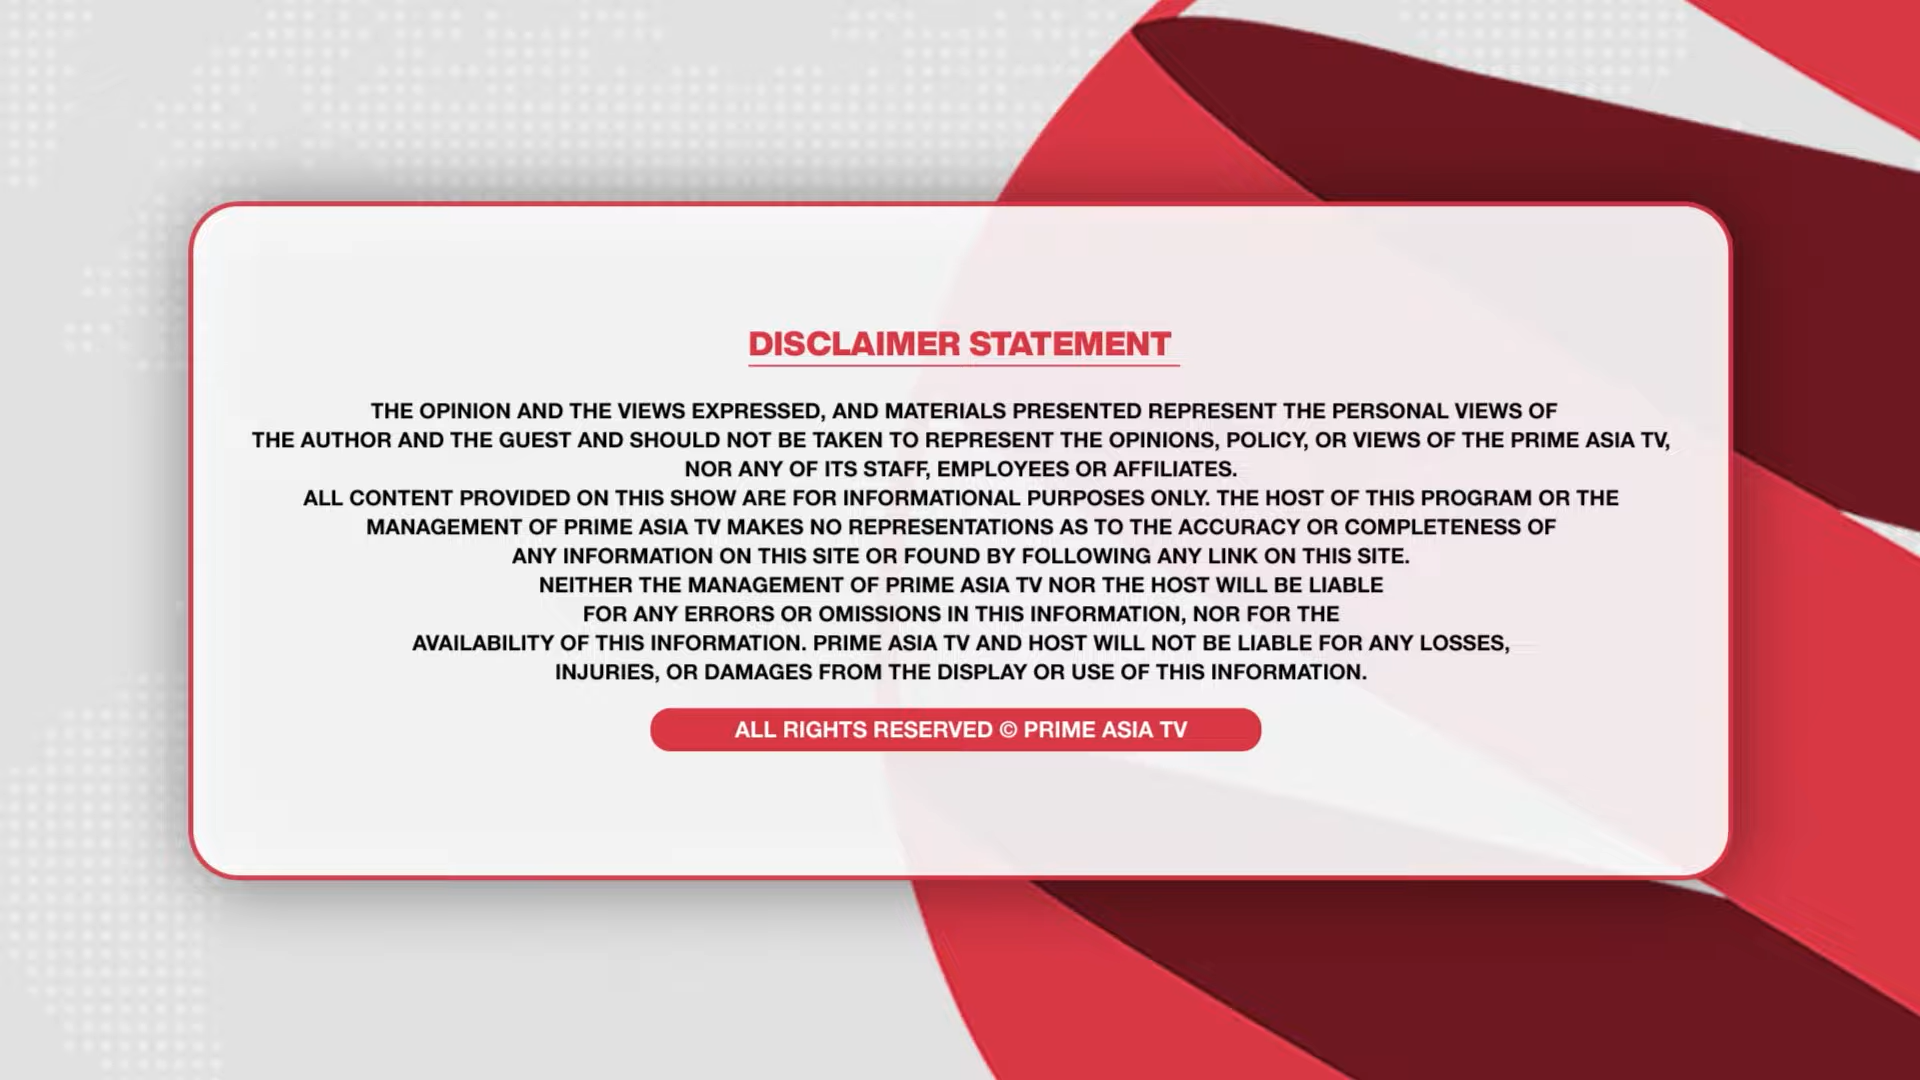 DISCLAIMER STATEMENT
THE OPINION AND THE VIEWS EXPRESSED, AND MATERIALS PRESENTED REPRESENT THE PERSONAL VIEWS OF
THE AUTHOR AND THE GUEST AND SHOULD NOT BE TAKEN TO REPRESENT THE OPINIONS, POLICY, OR VIEWS OF THE PRIME ASIA TV,
NOR ANY OF ITS STAFF, EMPLOYEES OR AFFILIATES.
ALL CONTENT PROVIDED ON THIS SHOW ARE FOR INFORMATIONAL PURPOSES ONLY. THE HOST OF THIS PROGRAM OR THE
MANAGEMENT OF PRIME ASIA TV MAKES NO REPRESENTATIONS AS TO THE ACCURACY OR COMPLETENESS OF
ANY INFORMATION ON THIS SITE OR FOUND BY FOLLOWING ANY LINK ON THIS SITE.
NEITHER THE MANAGEMENT OF PRIME ASIA TV NOR THE HOST WILL BE LIABLE
FOR ANY ERRORS OR OMISSIONS IN THIS INFORMATION, NOR FOR THE
AVAILABILITY OF THIS INFORMATION. PRIME ASIA TV AND HOST WILL NOT BE LIABLE FOR ANY LOSSES,
INJURIES, OR DAMAGES FROM THE DISPLAY OR USE OF THIS INFORMATION.
ALL RIGHTS RESERVED © PRIME ASIA TV